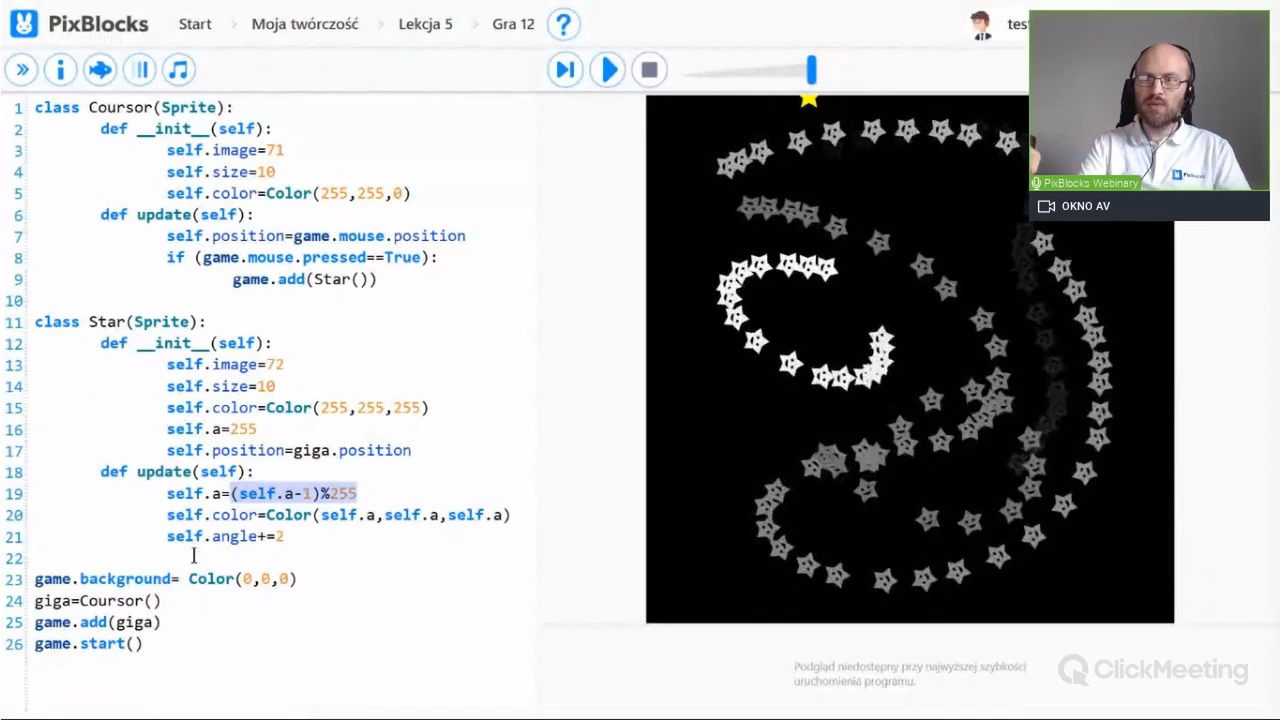 PixBlocks Start Moja twórczość Lekcja 5 Gra 12 ? tes
1 class Coursor(Sprite):
2 def __init__(self):
3 self.image=71
4 self.size=10
5 self.color=Color(255,255,0)
6 def update(self):
7 self.position=game.mouse.position
8 if (game.mouse.pressed==True):
9 game.add(Star())
10
11 class Star(Sprite):
12 def __init__(self):
13 self.image=72
14 self.size=10
15 self.color=Color(255,255,255)
16 self.a=255
17 self.position=giga.position
18 def update(self):
19 self.a=(self.a-1)%255
20 self.color=Color(self.a,self.a,self.a)
21 self.angle+=2
22
23 game.background= Color(0,0,0)
24 giga=Coursor()
25 game.add(giga)
26 game.start()
PixBlocks
PixBlocks Webinary
OKNO AV
Podgląd niedostępny przy najwyższej szybkości
uruchomienia programu.
ClickMeeting